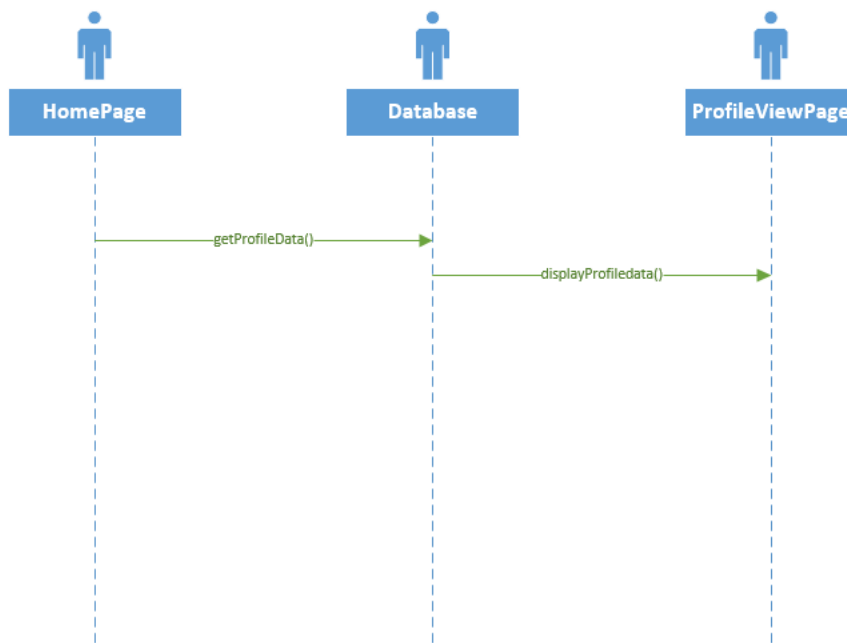 HomePage
Database
ProfileViewPage
getProfileData()
displayProfiledata()